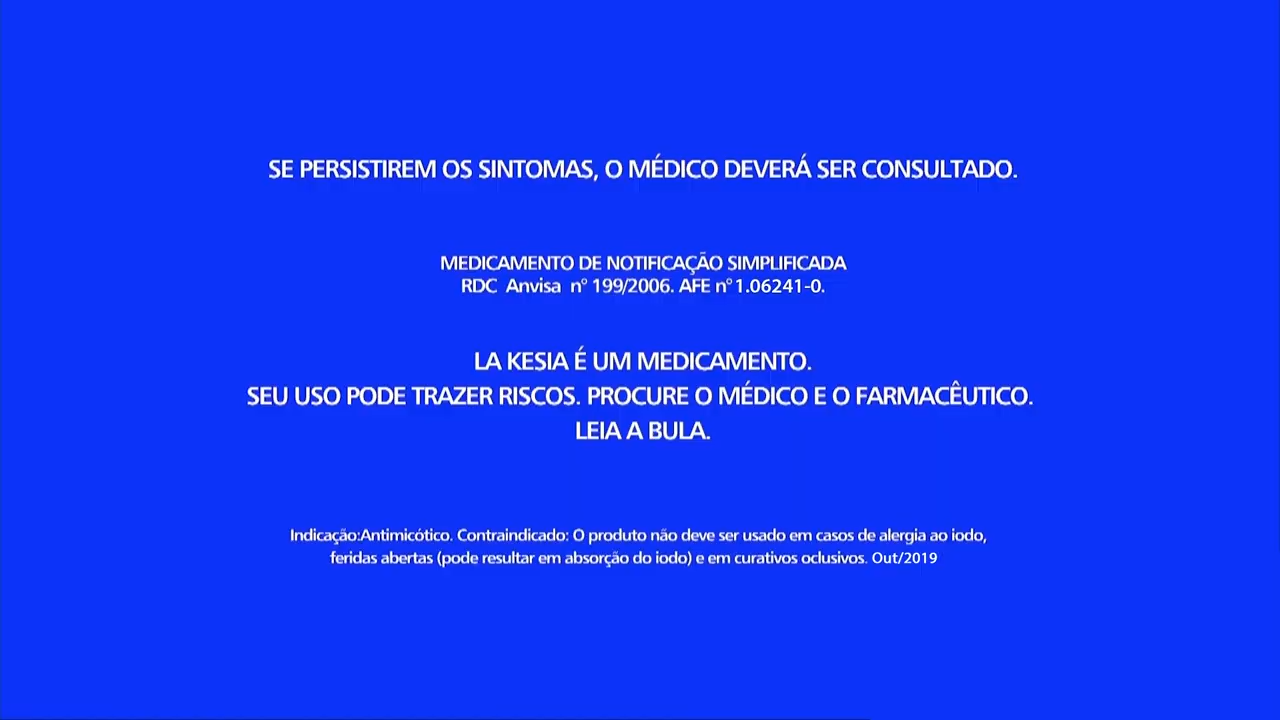 SE PERSISTIREM OS SINTOMAS, O MÉDICO DEVERÁ SER CONSULTADO.
MEDICAMENTO DE NOTIFICAÇÃO SIMPLIFICADA
RDC Anvisa nº 199/2006. AFE nº 1.06241-0.
LA KESIA É UM MEDICAMENTO.
SEU USO PODE TRAZER RISCOS. PROCURE O MÉDICO E O FARMACÊUTICO.
LEIA A BULA.
Indicação:Antimicótico. Contraindicado: O produto não deve ser usado em casos de alergia ao iodo,
feridas abertas (pode resultar em absorção do iodo) e em curativos oclusivos. Out/2019